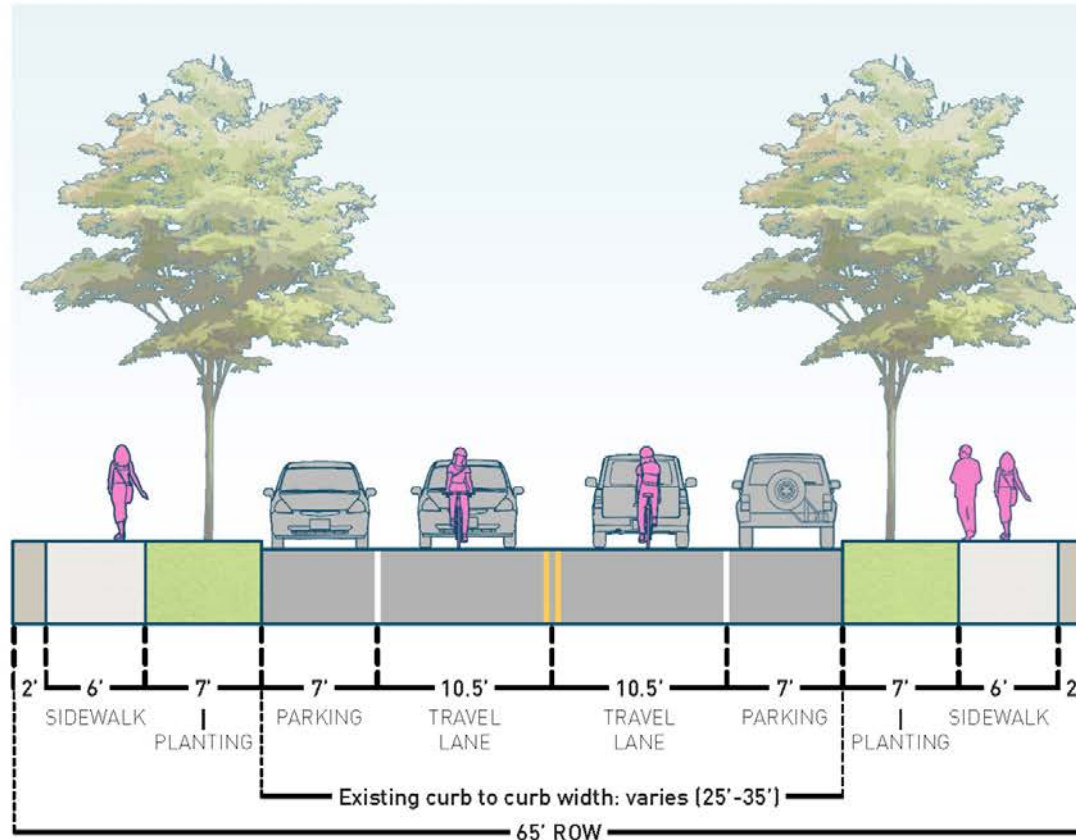 2' 6' 7' 7' 10.5' 10.5' 7' 7' 6' 2
SIDEWALK PARKING TRAVEL LANE TRAVEL LANE PARKING SIDEWALK
PLANTING PLANTING
Existing curb to curb width: varies (25'-35')
65' ROW